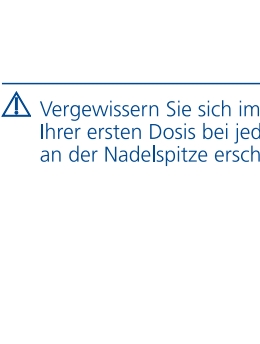 Vergewissern Sie sich im
Ihrer ersten Dosis bei jed
an der Nadelspitze ersch